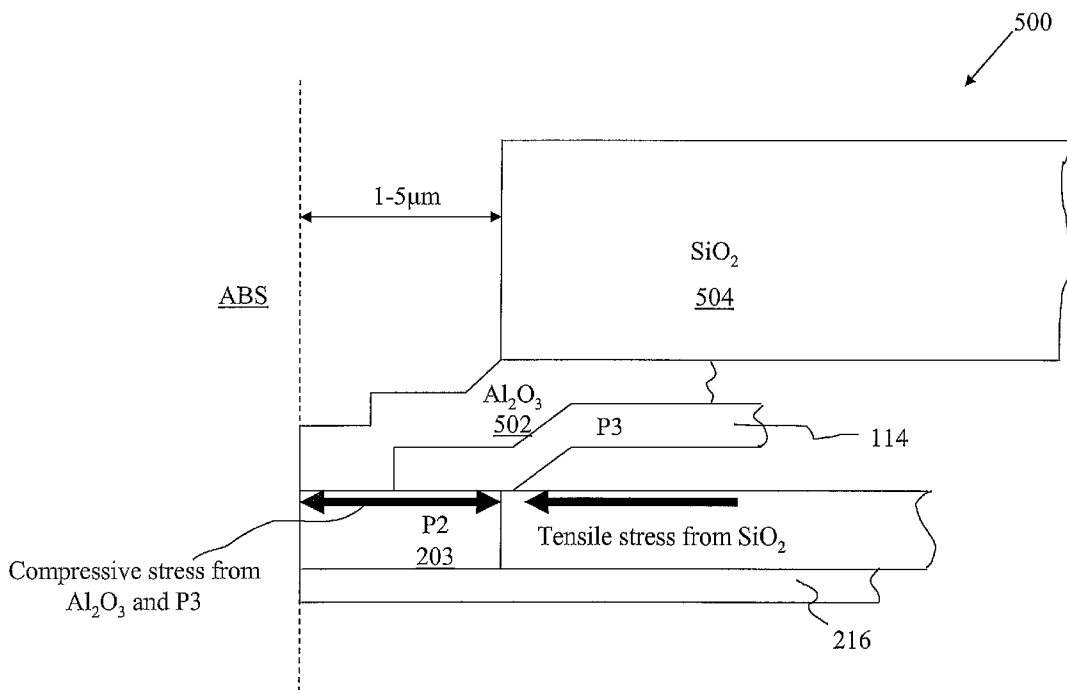 500
1-5μm
SiO₂
504
ABS
Al₂O₃
502
P3
114
P2
203
Tensile stress from SiO₂
Compressive stress from
Al₂O₃ and P3
216